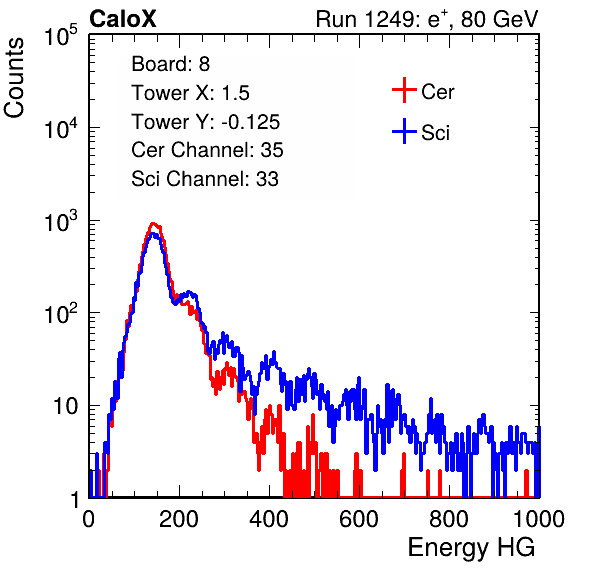 CaloX Run 1249: e⁺, 80 GeV
Counts
Board: 8
Tower X: 1.5
Tower Y: -0.125
Cer Channel: 35
Sci Channel: 33
Cer
Sci
10⁵
10⁴
10³
10²
10
1
0 200 400 600 800 1000
Energy HG